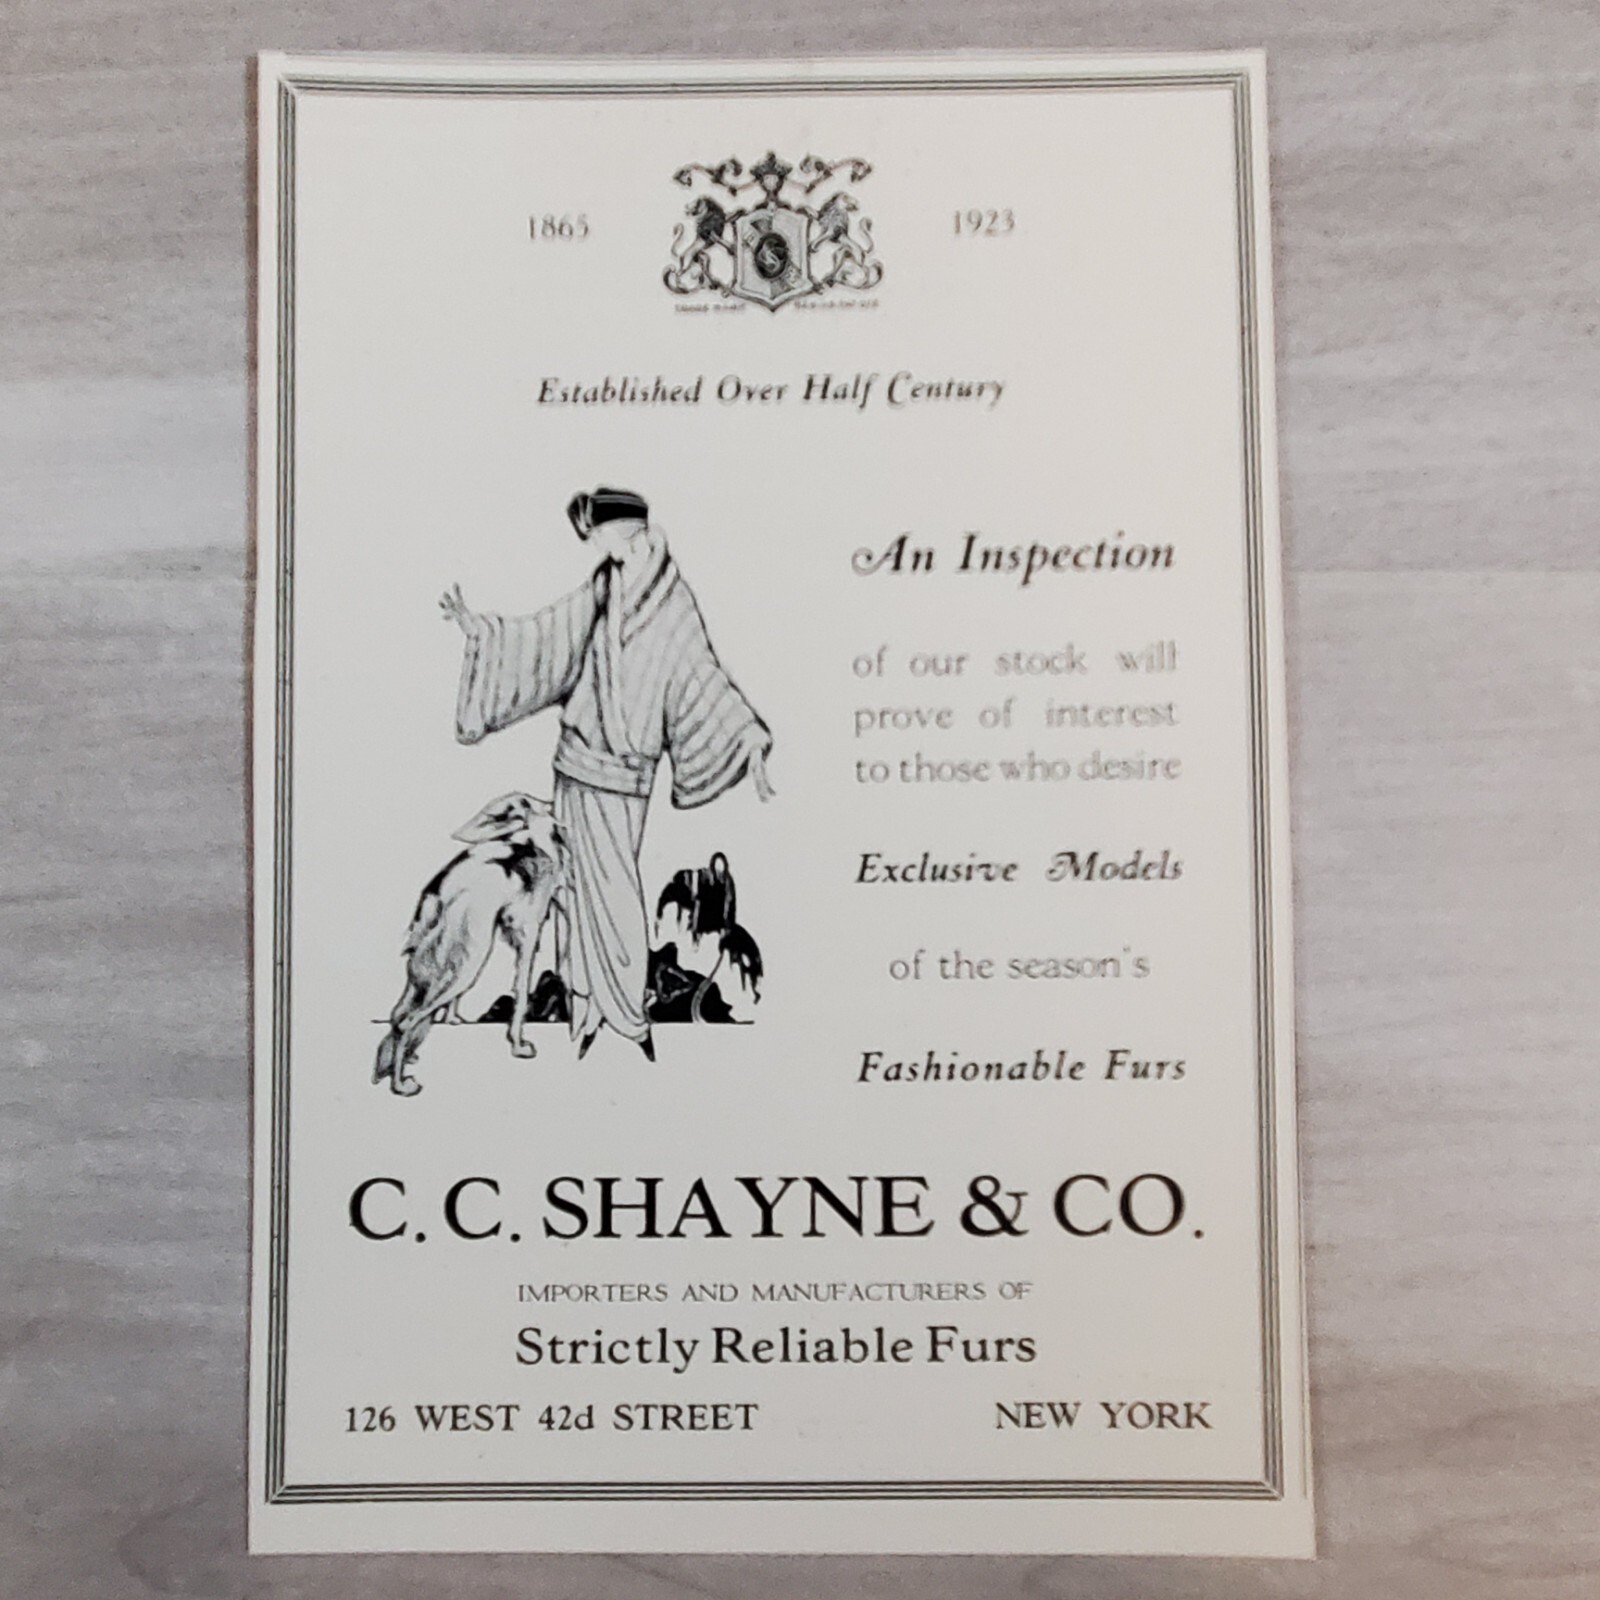 1865 1923
Established Over Half Century
An Inspection
of our stock will
prove of interest
to those who desire
Exclusive Models
of the season's
Fashionable Furs
C. C. SHAYNE & CO.
IMPORTERS AND MANUFACTURERS OF
Strictly Reliable Furs
126 WEST 42d STREET NEW YORK